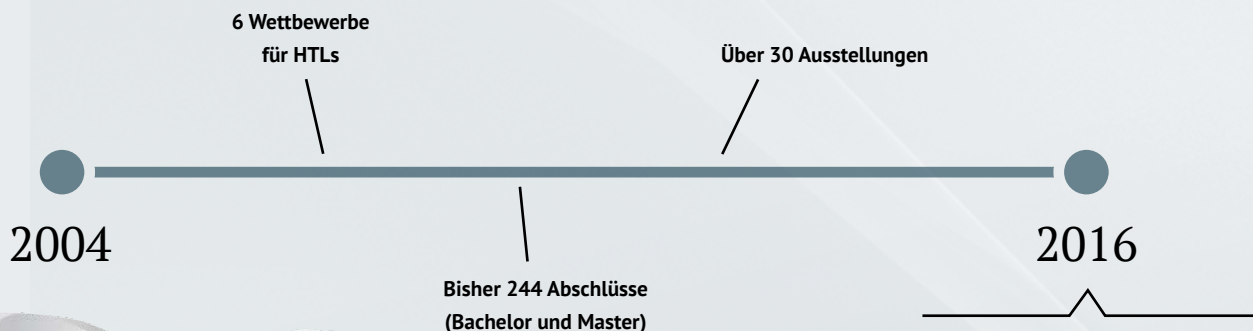 6 Wettbewerbe
für HTLs
Über 30 Ausstellungen
2004
2016
Bisher 244 Abschlüsse
(Bachelor und Master)